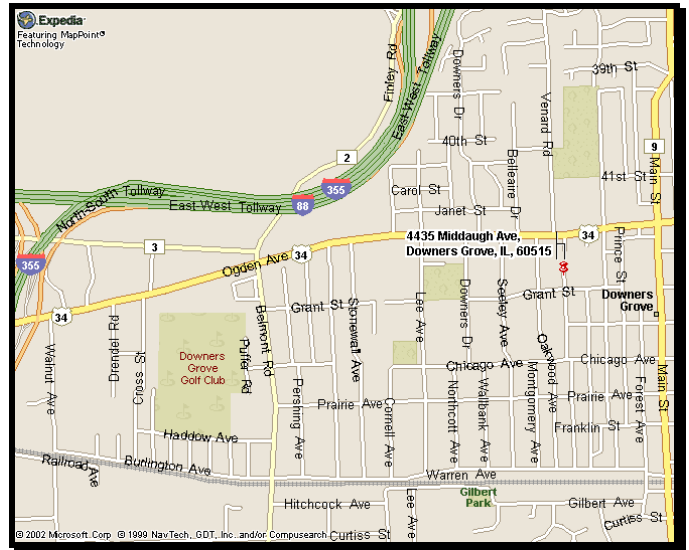 Expedia
Featuring MapPoint®
Technology
Finley Rd
East West Tollway
Downers Dr
Venard Rd
39th St
40th St
Belleaire Dr
2
9
Main St
41st St
Carol St
355
88
North-South Tollway
East West Tollway
Janet St
34
Prince St
4435 Middaugh Ave,
Downers Grove, IL, 60515
3
34
Ogden Ave
355
Grant St
Grant St
Downers
Grove
34
Walnut Ave
Drendel Rd
Cross St
Downers
Grove
Golf Club
Puffer Rd
Belmont Rd
Stonewall Ave
Lee Ave
Downers Dr
Seeley Ave
Oakwood Ave
Chicago Ave
Chicago Ave
Main St
Pershing Ave
Prairie Ave
Cornell Ave
Northcott Ave
Wallbank Ave
Montgomery Ave
Prairie Ave
Forest Ave
Franklin St
Haddow Ave
Railroad Ave
Burlington Ave
Warren Ave
Gilbert
Park
Hitchcock Ave
Lee Ave
Gilbert Ave
Curtiss St
Curtiss St
© 2002 Microsoft Corp © 1999 NavTech, GDT, Inc. and/or Compusearch